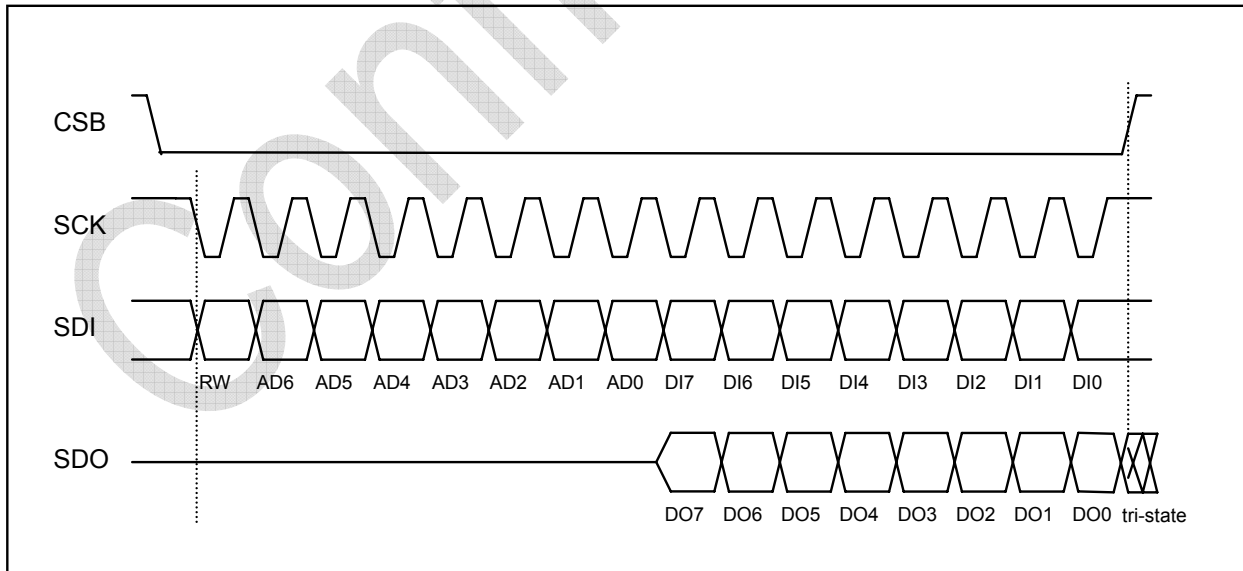 CSB
SCK
SDI
RW AD6 AD5 AD4 AD3 AD2 AD1 AD0 DI7 DI6 DI5 DI4 DI3 DI2 DI1 DI0
SDO
DO7 DO6 DO5 DO4 DO3 DO2 DO1 DO0 tri-state